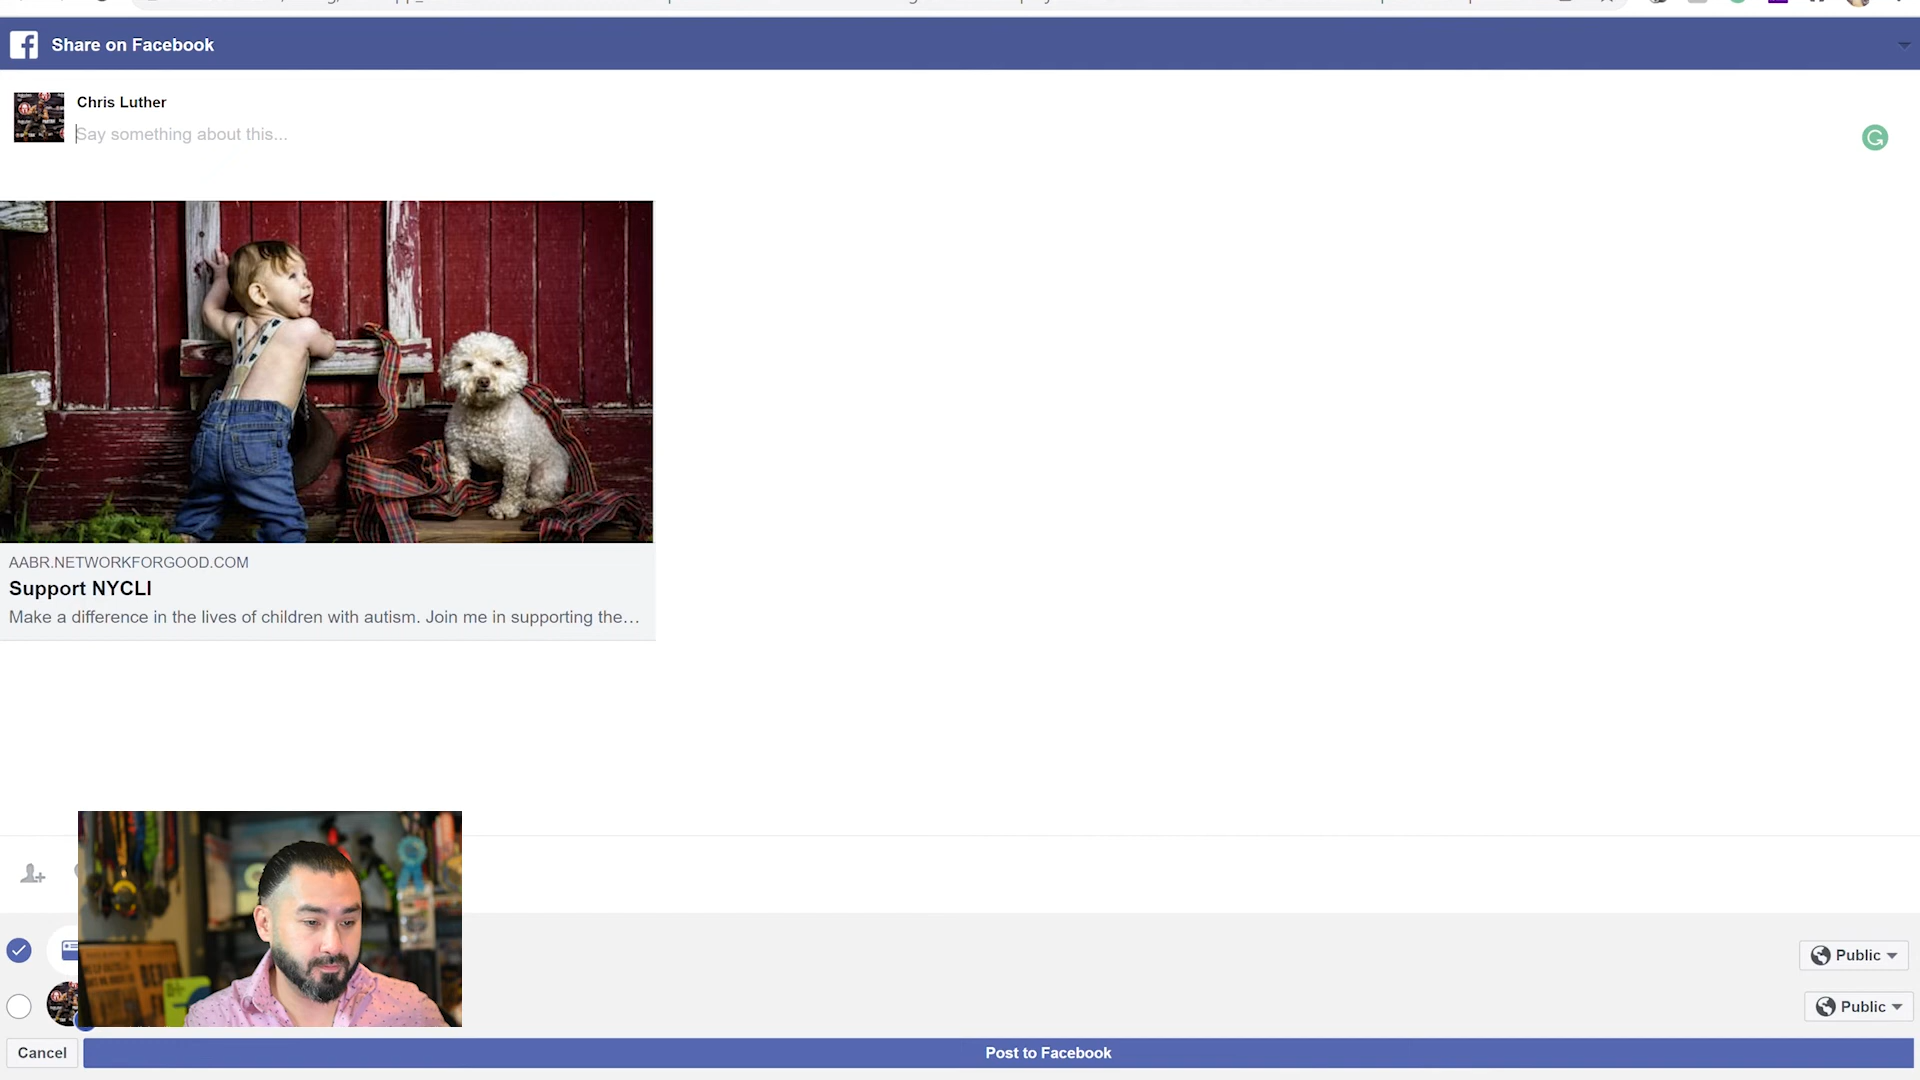 Share on Facebook
Chris Luther
Say something about this...
AABR.NETWORKFORGOOD.COM
Support NYCLI
Make a difference in the lives of children with autism. Join me in supporting the…
Public
Public
Cancel
Post to Facebook